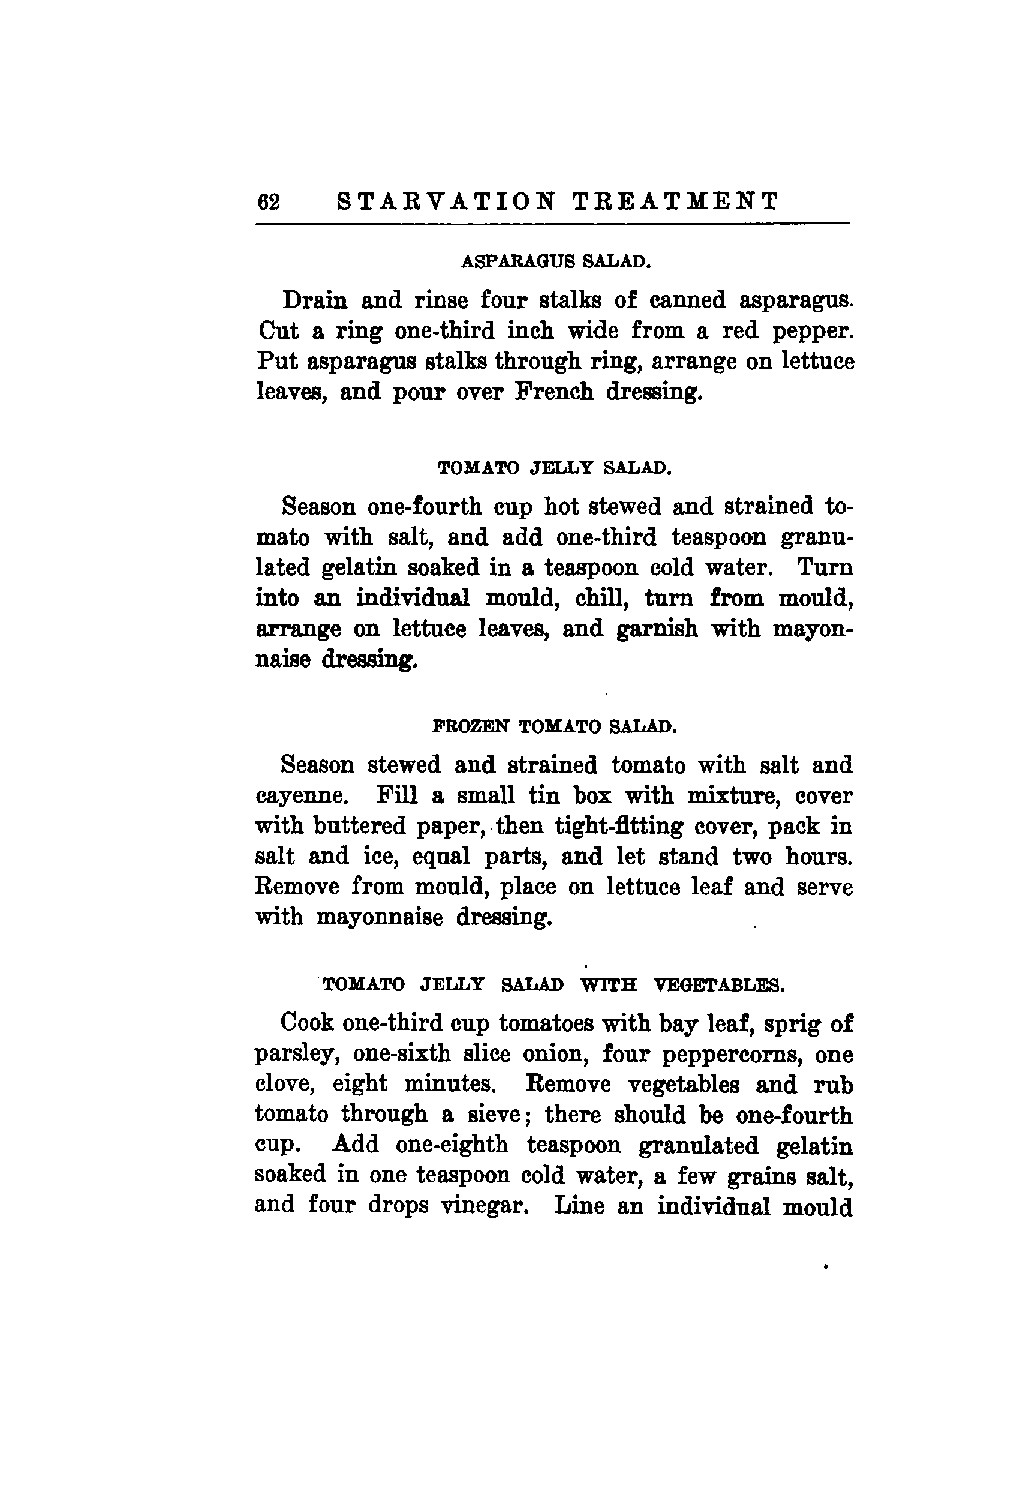 62 STARVATION TREATMENT
ASPARAGUS SALAD.
Drain and rinse four stalks of canned asparagus.
Cut a ring one-third inch wide from a red pepper.
Put asparagus stalks through ring, arrange on lettuce
leaves, and pour over French dressing.
TOMATO JELLY SALAD.
Season one-fourth cup hot stewed and strained to-
mato with salt, and add one-third teaspoon granu-
lated gelatin soaked in a teaspoon cold water. Turn
into an individual mould, chill, turn from mould,
arrange on lettuce leaves, and garnish with mayon-
naise dressing.
FROZEN TOMATO SALAD.
Season stewed and strained tomato with salt and
cayenne. Fill a small tin box with mixture, cover
with buttered paper, then tight-fitting cover, pack in
salt and ice, equal parts, and let stand two hours.
Remove from mould, place on lettuce leaf and serve
with mayonnaise dressing.
TOMATO JELLY SALAD WITH VEGETABLES.
Cook one-third cup tomatoes with bay leaf, sprig of
parsley, one-sixth slice onion, four peppercorns, one
clove, eight minutes. Remove vegetables and rub
tomato through a sieve; there should be one-fourth
cup. Add one-eighth teaspoon granulated gelatin
soaked in one teaspoon cold water, a few grains salt,
and four drops vinegar. Line an individual mould